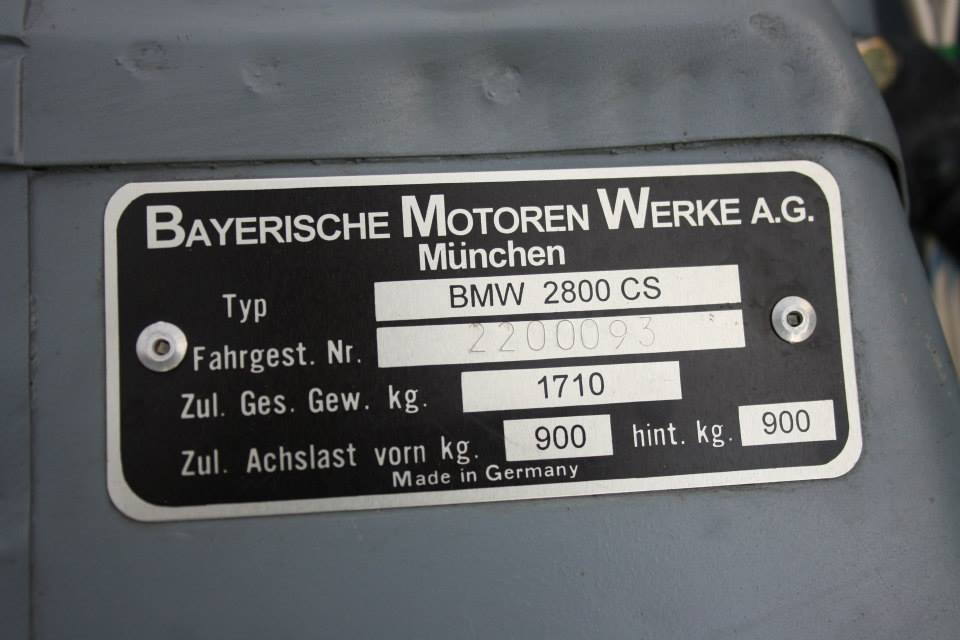 BAYERISCHE MOTOREN WERKE A.G.
München
Typ BMW 2800 CS
Fahrgest. Nr. 2200093
Zul. Ges. Gew. kg. 1710
Zul. Achslast vorn kg. 900 hint. kg. 900
Made in Germany